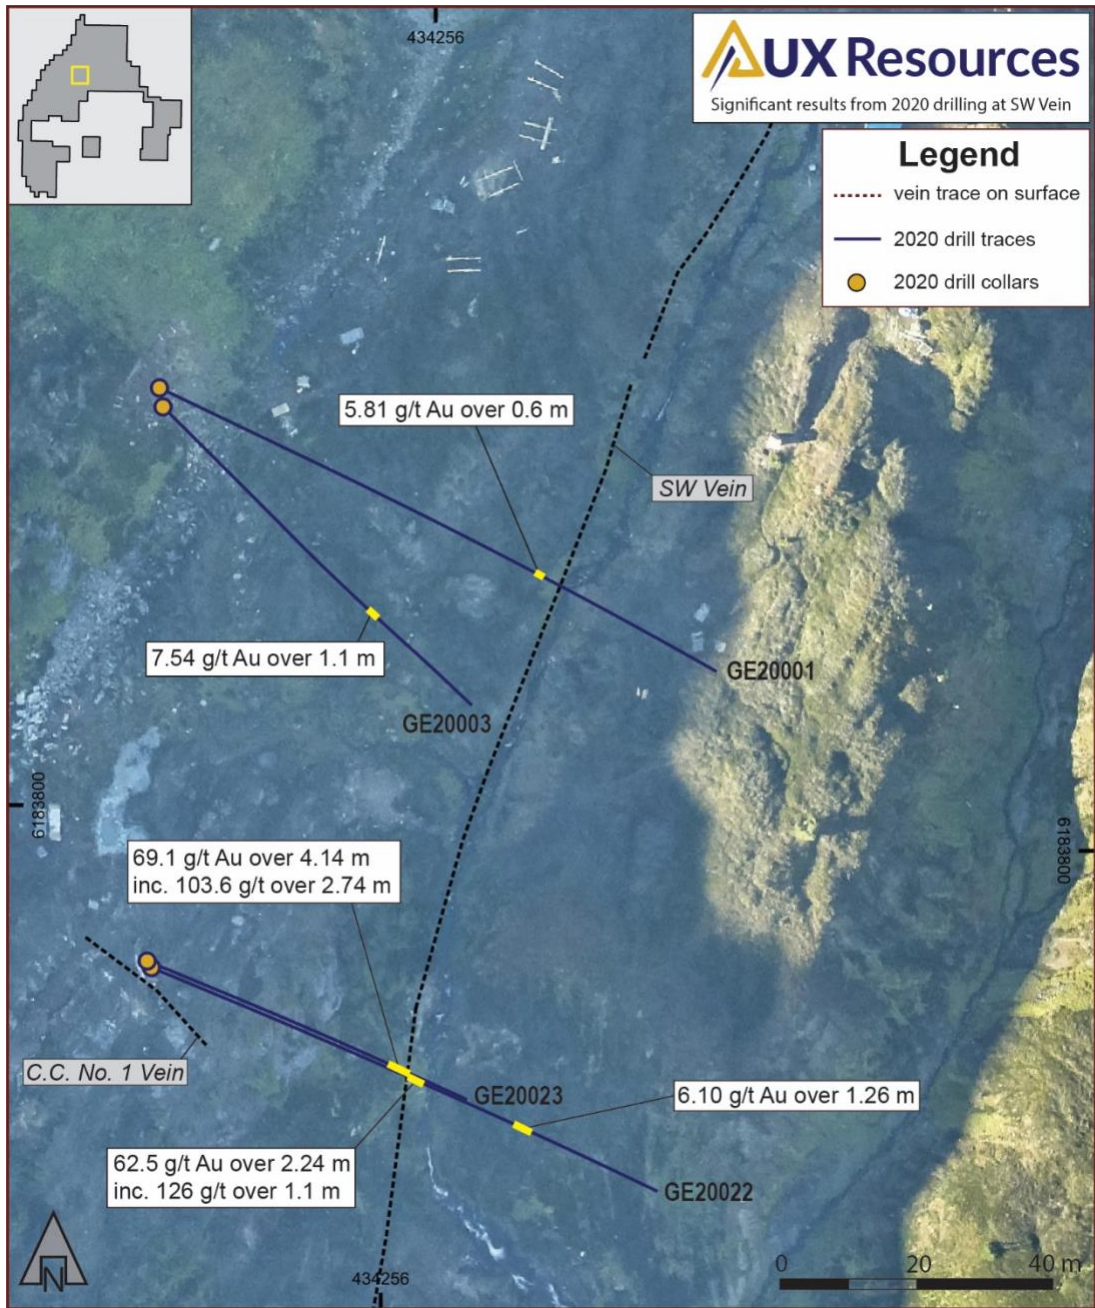 434256
AUX Resources
Significant results from 2020 drilling at SW Vein
Legend
vein trace on surface
2020 drill traces
2020 drill collars
5.81 g/t Au over 0.6 m
SW Vein
7.54 g/t Au over 1.1 m
GE20001
GE20003
6183800
6183800
69.1 g/t Au over 4.14 m
inc. 103.6 g/t over 2.74 m
C.C. No. 1 Vein
GE20023
6.10 g/t Au over 1.26 m
62.5 g/t Au over 2.24 m
inc. 126 g/t over 1.1 m
GE20022
N
434256
0 20 40 m